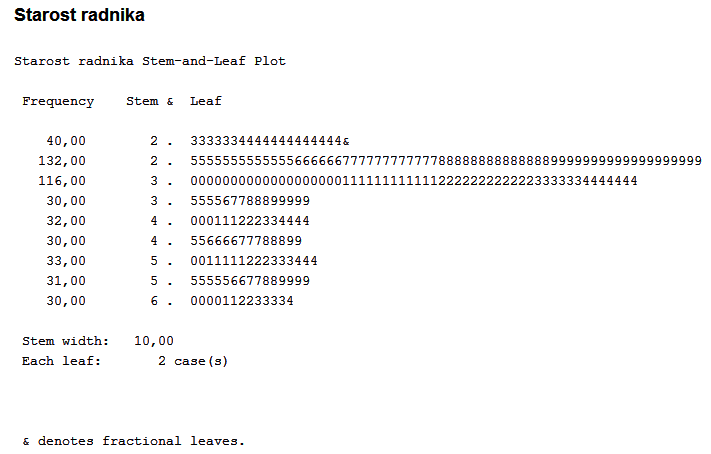 Starost radnika
Starost radnika Stem-and-Leaf Plot
Frequency Stem & Leaf
40,00 2 . 3333334444444444444&
132,00 2 . 5555555555555666666777777777777888888888888889999999999999999999
116,00 3 . 00000000000000000001111111111112222222222223333333444444
30,00 3 . 555567788899999
32,00 4 . 000111222334444
30,00 4 . 55666677788899
33,00 5 . 0011111222333444
31,00 5 . 555556677889999
30,00 6 . 0000112233334
Stem width: 10,00
Each leaf: 2 case(s)
& denotes fractional leaves.